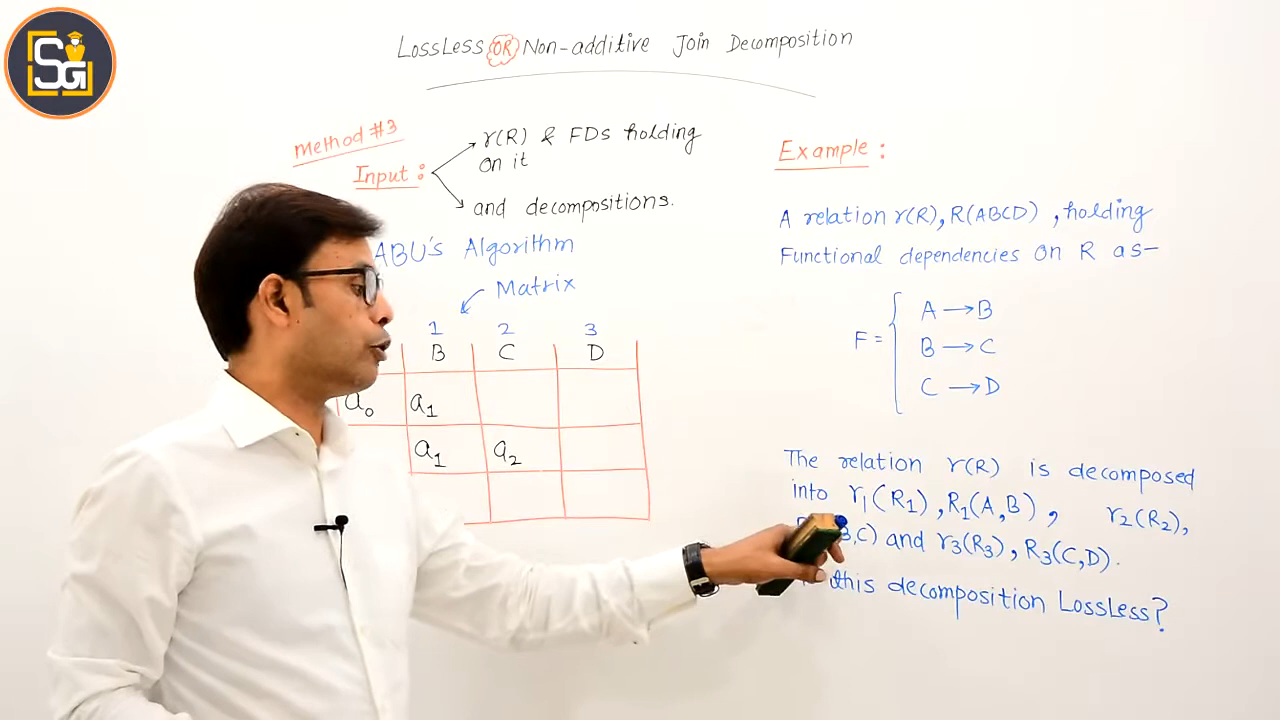 SG
LossLess OR Non-additive Join Decomposition
method #3
Input :
r(R) & FDs holding
on it
and decompositions.
ABU's Algorithm
Matrix
1 2 3
B C D
a0 a1
a1 a2
Example :
A relation r(R), R(ABCD) , holding
Functional dependencies on R as-
F = { A → B
B → C
C → D
The relation r(R) is decomposed
into r1(R1), R1(A,B) , r2(R2),
,C) and r3(R3), R3(C,D).
this decomposition LossLess?